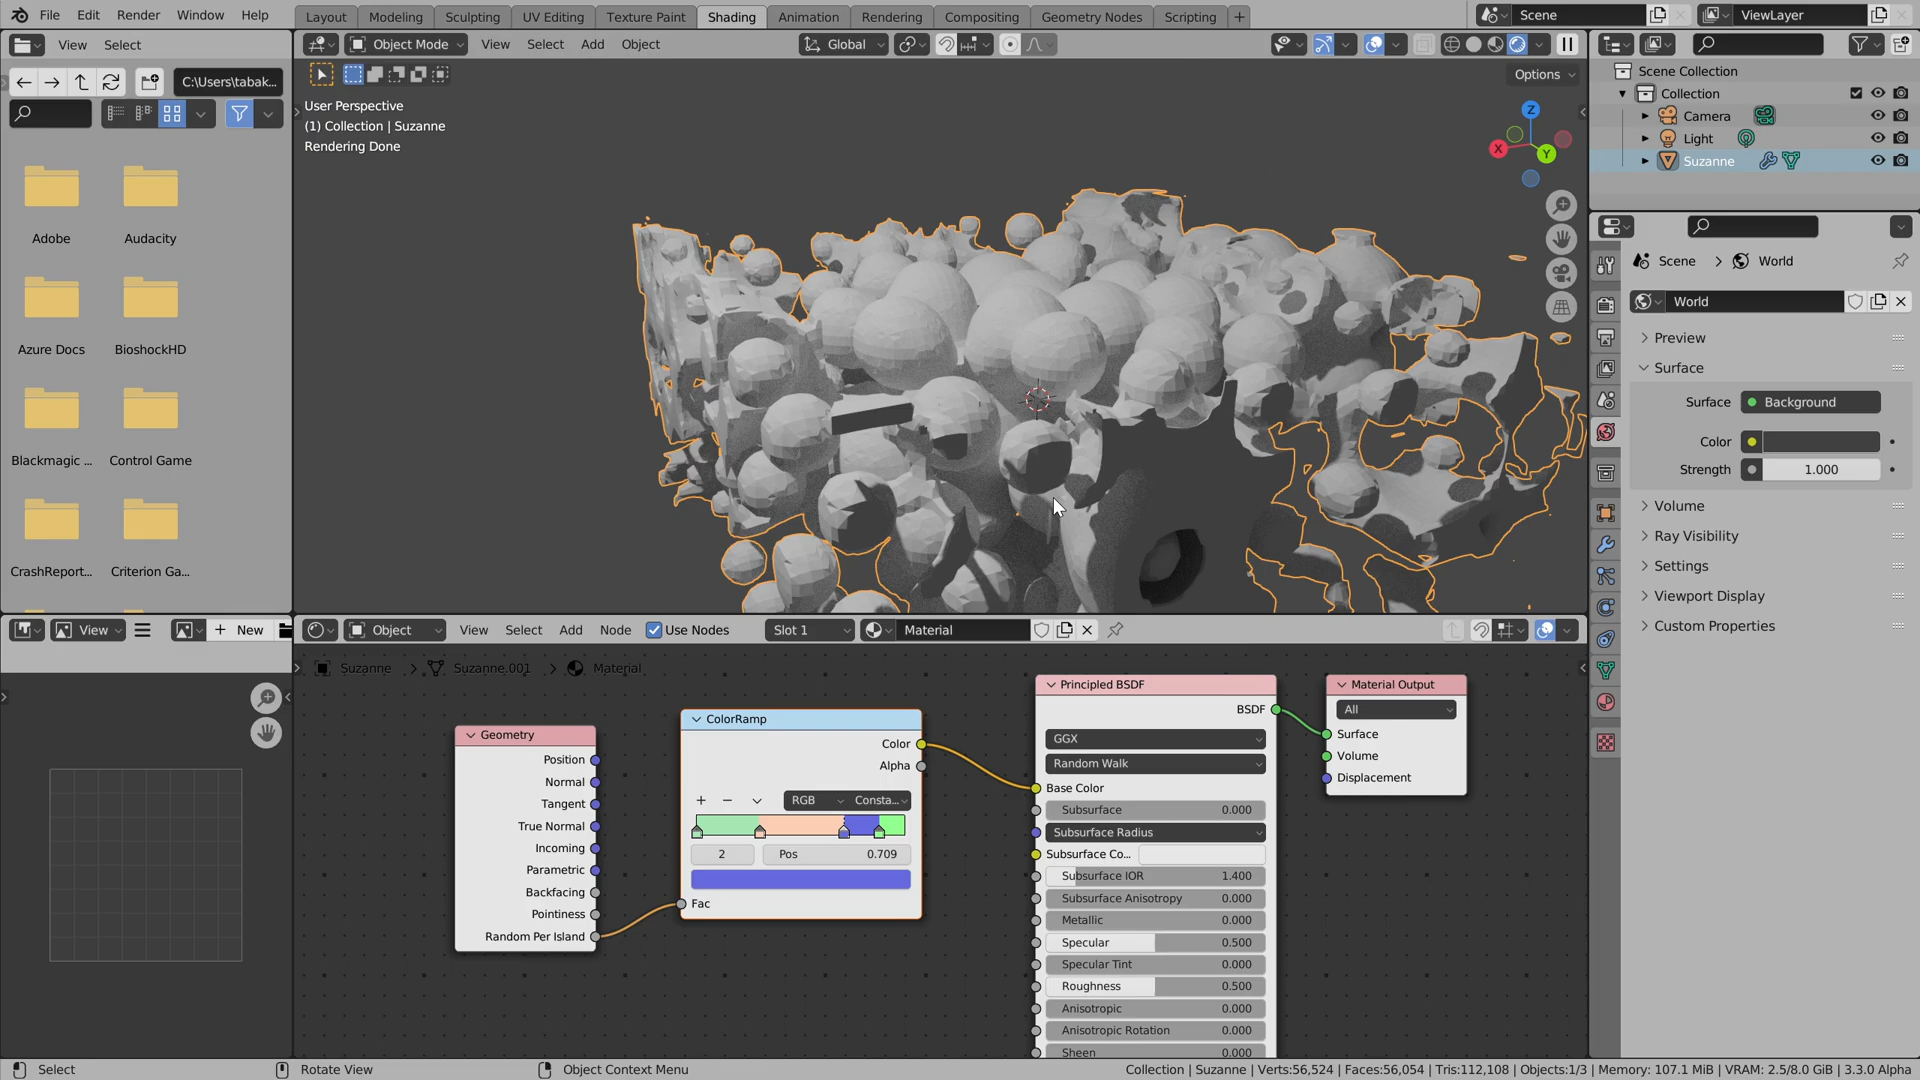 File Edit Render Window Help
Layout Modeling Sculpting UV Editing Texture Paint Shading Animation Rendering Compositing Geometry Nodes Scripting +
Scene
ViewLayer
View Select
Object Mode View Select Add Object
Global
C:\Users\tabak...
Options
User Perspective
(1) Collection | Suzanne
Rendering Done
Z
X
Y
Scene Collection
Collection
Camera
Light
Suzanne
Adobe
Audacity
Azure Docs
BioshockHD
Blackmagic ...
Control Game
CrashReport...
Criterion Ga...
Scene > World
World
Preview
Surface
Surface Background
Color
Strength 1.000
Volume
Ray Visibility
Settings
Viewport Display
Custom Properties
View
+ New
Object View Select Add Node Use Nodes Slot 1 Material
Suzanne > Suzanne.001 > Material
Geometry
Position
Normal
Tangent
True Normal
Incoming
Parametric
Backfacing
Pointiness
Random Per Island
ColorRamp
Color
Alpha
+ − RGB Consta...
2 Pos 0.709
Fac
Principled BSDF
BSDF
GGX
Random Walk
Base Color
Subsurface 0.000
Subsurface Radius
Subsurface Co...
Subsurface IOR 1.400
Subsurface Anisotropy 0.000
Metallic 0.000
Specular 0.500
Specular Tint 0.000
Roughness 0.500
Anisotropic 0.000
Anisotropic Rotation 0.000
Sheen 0.000
Material Output
All
Surface
Volume
Displacement
Select
Rotate View
Object Context Menu
Collection | Suzanne | Verts:56,524 | Faces:56,054 | Tris:112,108 | Objects:1/3 | Memory: 107.1 MiB | VRAM: 2.5/8.0 GiB | 3.3.0 Alpha